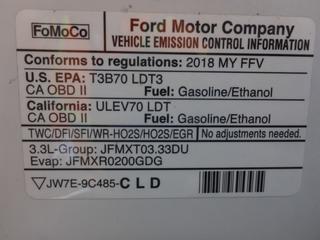 FoMoCo Ford Motor Company
VEHICLE EMISSION CONTROL INFORMATION
Conforms to regulations: 2018 MY FFV
U.S. EPA: T3B70 LDT3
CA OBD II Fuel: Gasoline/Ethanol
California: ULEV70 LDT
CA OBD II Fuel: Gasoline/Ethanol
TWC/DFI/SFI/WR-HO2S/HO2S/EGR No adjustments needed.
3.3L-Group: JFMXT03.33DU
Evap: JFMXR0200GDG
JW7E-9C485-C L D